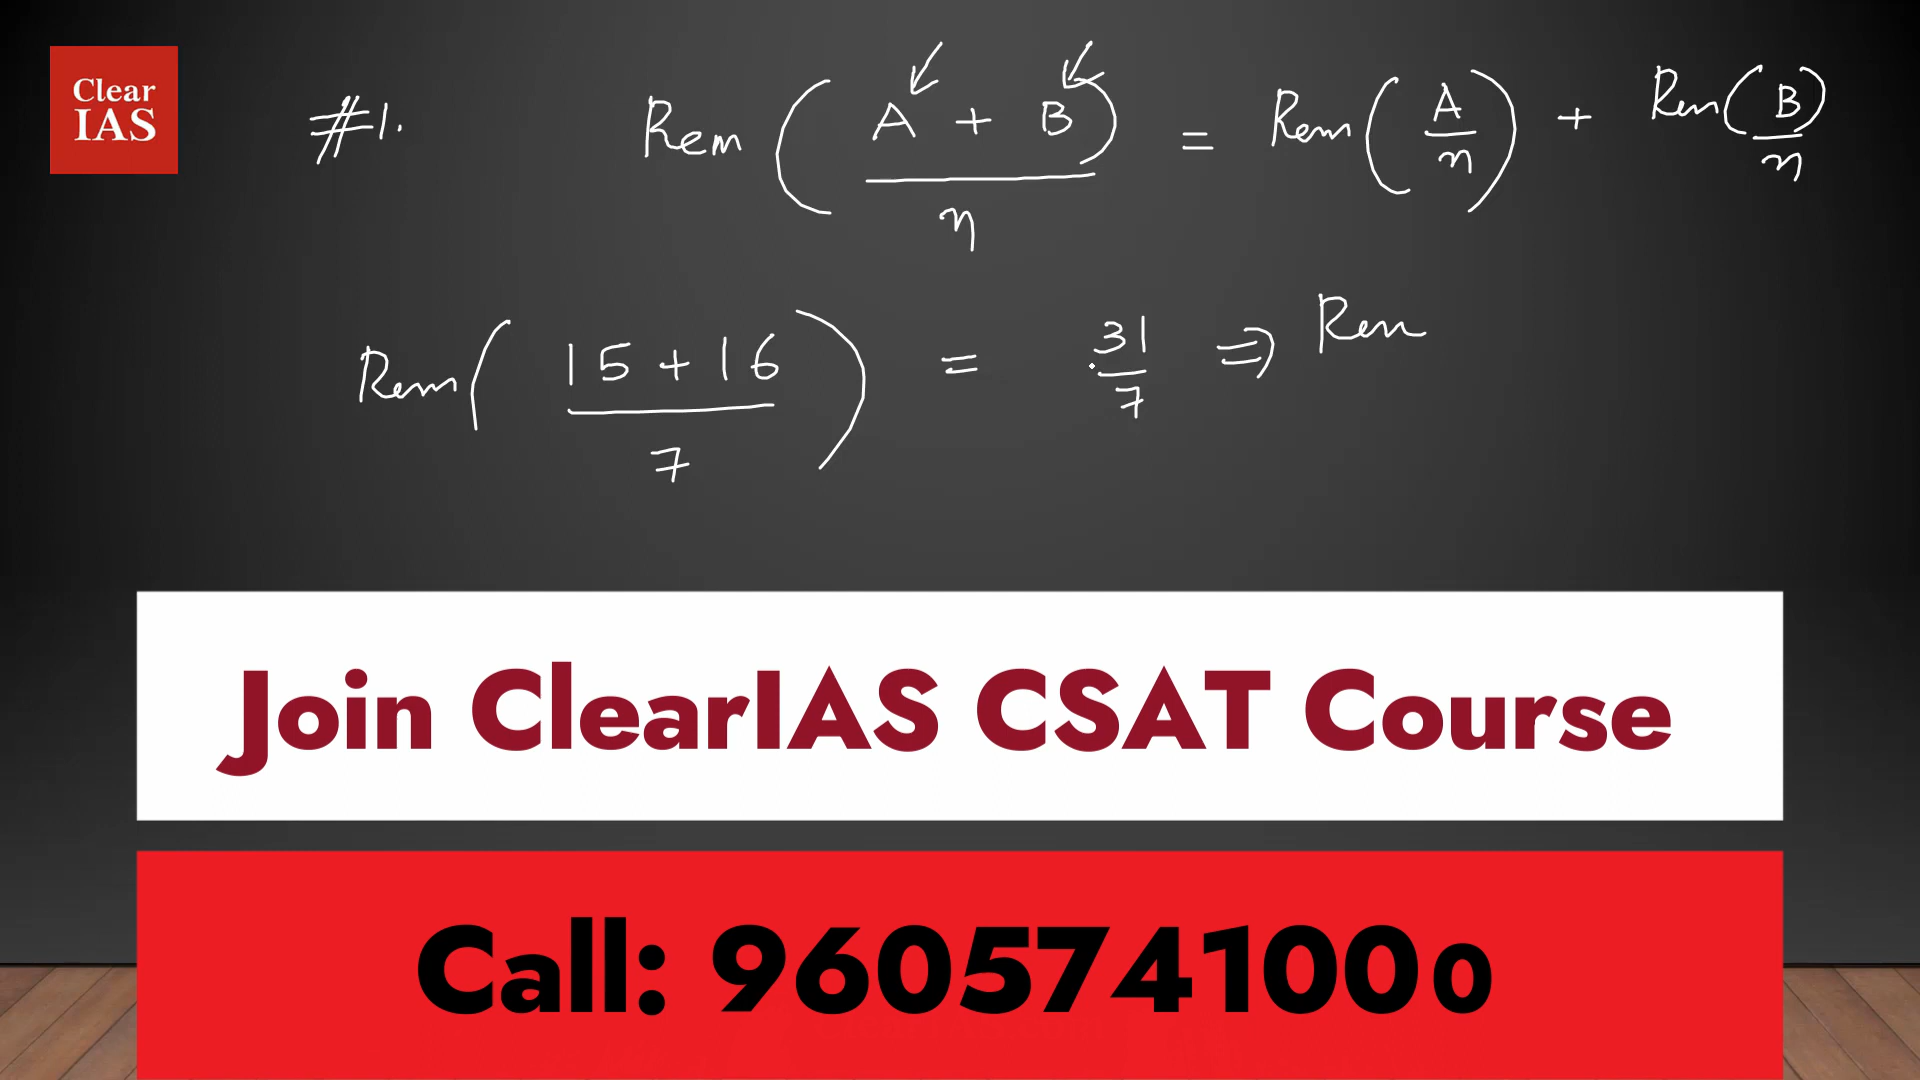 Clear
IAS
#1. Rem ( A + B / n ) = Rem ( A / n ) + Rem ( B / n )
Rem ( 15 + 16 / 7 ) = 31 / 7 ⇒ Rem
Join ClearIAS CSAT Course
Call: 9605741000